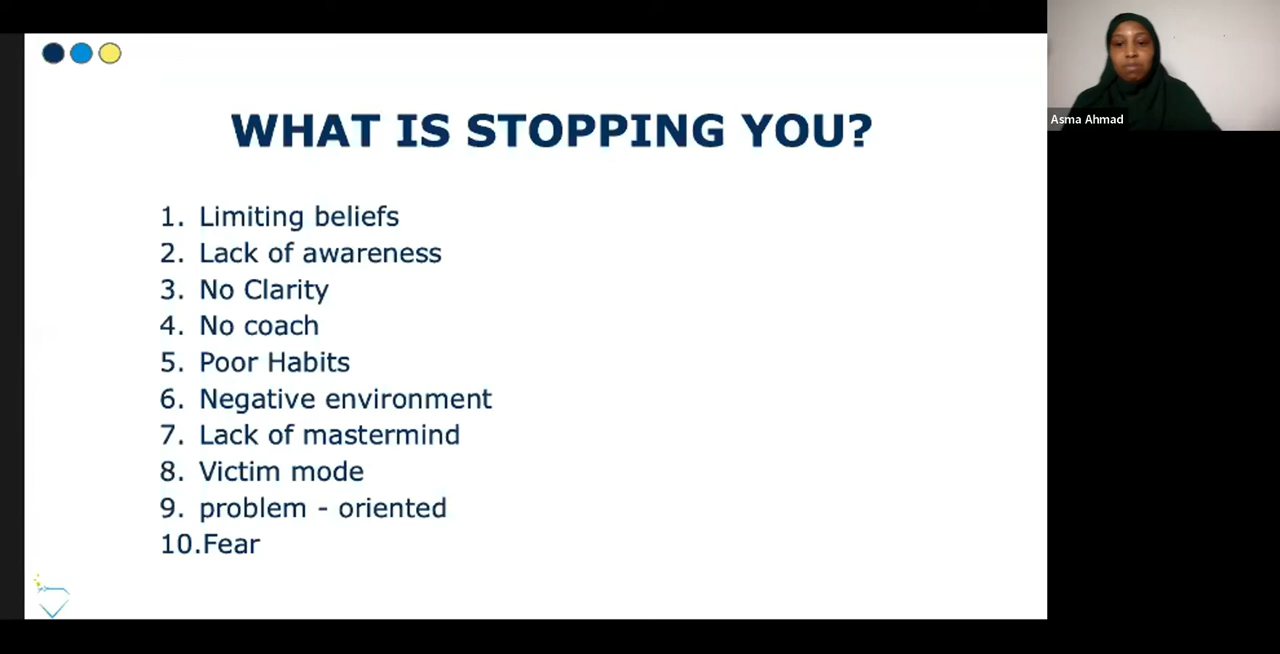 WHAT IS STOPPING YOU?
1. Limiting beliefs
2. Lack of awareness
3. No Clarity
4. No coach
5. Poor Habits
6. Negative environment
7. Lack of mastermind
8. Victim mode
9. problem - oriented
10.Fear
Asma Ahmad